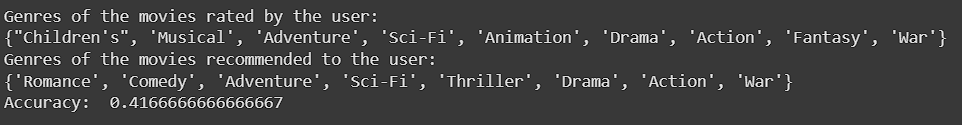 Genres of the movies rated by the user:
{"Children's", 'Musical', 'Adventure', 'Sci-Fi', 'Animation', 'Drama', 'Action', 'Fantasy', 'War'}
Genres of the movies recommended to the user:
{'Romance', 'Comedy', 'Adventure', 'Sci-Fi', 'Thriller', 'Drama', 'Action', 'War'}
Accuracy:  0.4166666666666667